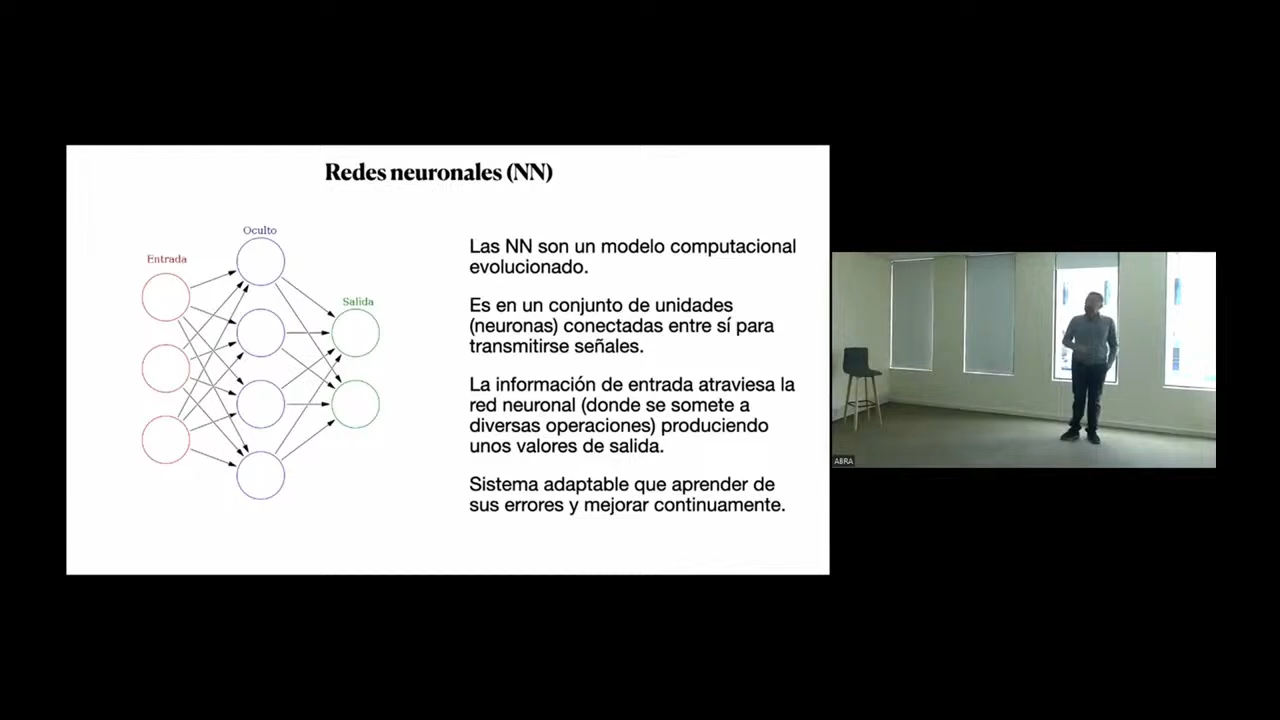 Redes neuronales (NN)
Oculto
Entrada
Salida
Las NN son un modelo computacional
evolucionado.
Es en un conjunto de unidades
(neuronas) conectadas entre sí para
transmitirse señales.
La información de entrada atraviesa la
red neuronal (donde se somete a
diversas operaciones) produciendo
unos valores de salida.
Sistema adaptable que aprender de
sus errores y mejorar continuamente.
ABRA